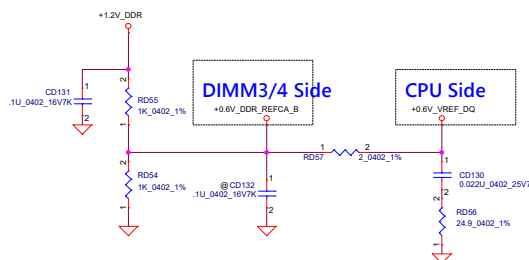 +1.2V_DDR
CD131
.1U_0402_16V7K
1
2
2
RD55
1K_0402_1%
1
DIMM3/4 Side
+0.6V_DDR_REFCA_B
CPU Side
+0.6V_VREF_DQ
1
RD57
2
2_0402_1%
2
RD54
1K_0402_1%
1
1
@CD132
.1U_0402_16V7K
2
1
CD130
0.022U_0402_25V7
2
2
RD56
24.9_0402_1%
1